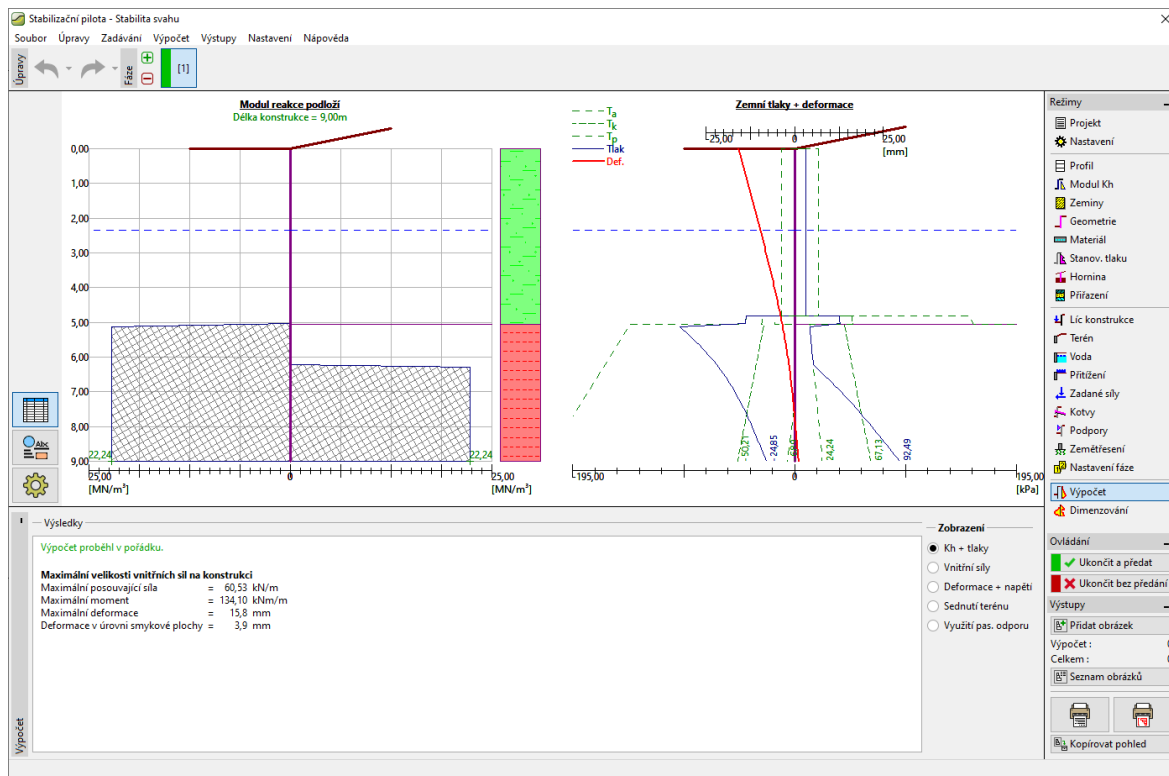 Stabilizační pilota - Stabilita svahu
Soubor Úpravy Zadávání Výpočet Výstupy Nastavení Nápověda
Úpravy
Fáze
[1]
Modul reakce podloží
Délka konstrukce = 9,00m
0,00
1,00
2,00
3,00
4,00
5,00
6,00
7,00
8,00
9,00
22,24
22,24
25,00
0
25,00
[MN/m³]
[MN/m³]
Zemní tlaky + deformace
Ta
Tk
Tp
Tlak
Def.
-25,00
0
25,00
[mm]
-50,21
-24,85
24,24
67,13
92,49
-195,00
0
195,00
[kPa]
Režimy
Projekt
Nastavení
Profil
Modul Kh
Zeminy
Geometrie
Materiál
Stanov. tlaku
Hornina
Přiřazení
Líc konstrukce
Terén
Voda
Přitížení
Zadané síly
Kotvy
Podpory
Zemětřesení
Nastavení fáze
Výpočet
Dimenzování
Ovládání
Ukončit a předat
Ukončit bez předání
Výstupy
Přidat obrázek
Výpočet : 0
Celkem : 0
Seznam obrázků
Kopírovat pohled
Výpočet
Výsledky
Výpočet proběhl v pořádku.
Maximální velikosti vnitřních sil na konstrukci
Maximální posouvající síla = 60,53 kN/m
Maximální moment = 134,10 kNm/m
Maximální deformace = 15,8 mm
Deformace v úrovni smykové plochy = 3,9 mm
Zobrazení
Kh + tlaky
Vnitřní síly
Deformace + napětí
Sednutí terénu
Využití pas. odporu